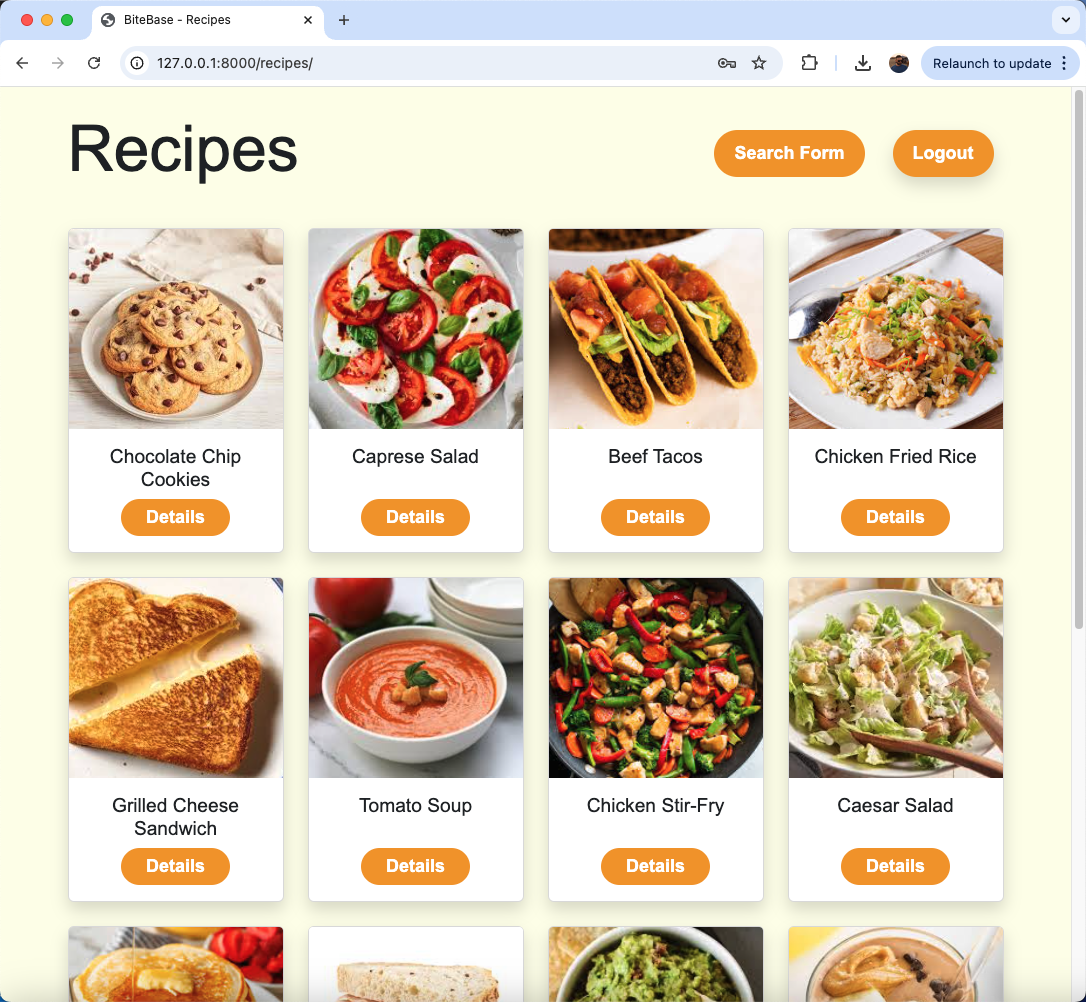 BiteBase - Recipes
127.0.0.1:8000/recipes/
Relaunch to update
Recipes
Search Form
Logout
Chocolate Chip
Cookies
Caprese Salad
Beef Tacos
Chicken Fried Rice
Details
Details
Details
Details
Grilled Cheese
Sandwich
Tomato Soup
Chicken Stir-Fry
Caesar Salad
Details
Details
Details
Details